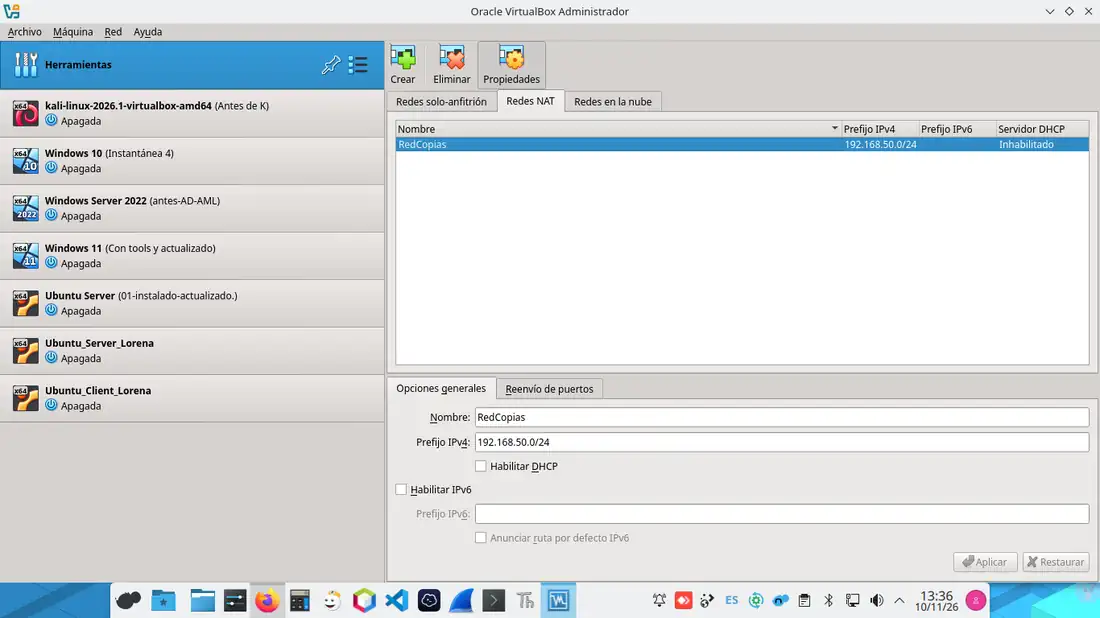 Oracle VirtualBox Administrador
Archivo Máquina Red Ayuda
Herramientas
kali-linux-2026.1-virtualbox-amd64 (Antes de K)
Apagada
Windows 10 (Instantánea 4)
Apagada
Windows Server 2022 (antes-AD-AML)
Apagada
Windows 11 (Con tools y actualizado)
Apagada
Ubuntu Server (01-instalado-actualizado.)
Apagada
Ubuntu_Server_Lorena
Apagada
Ubuntu_Client_Lorena
Apagada
Crear Eliminar Propiedades
Redes solo-anfitrión Redes NAT Redes en la nube
Nombre Prefijo IPv4 Prefijo IPv6 Servidor DHCP
RedCopias 192.168.50.0/24 Inhabilitado
Opciones generales Reenvío de puertos
Nombre: RedCopias
Prefijo IPv4: 192.168.50.0/24
Habilitar DHCP
Habilitar IPv6
Prefijo IPv6:
Anunciar ruta por defecto IPv6
Aplicar Restaurar
ES
13:36
10/11/26